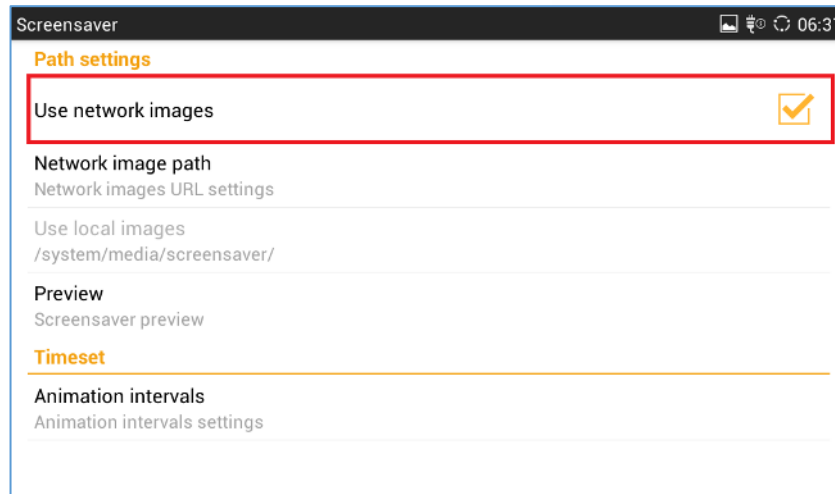 Screensaver
06:37
Path settings
Use network images
Network image path
Network images URL settings
Use local images
/system/media/screensaver/
Preview
Screensaver preview
Timeset
Animation intervals
Animation intervals settings